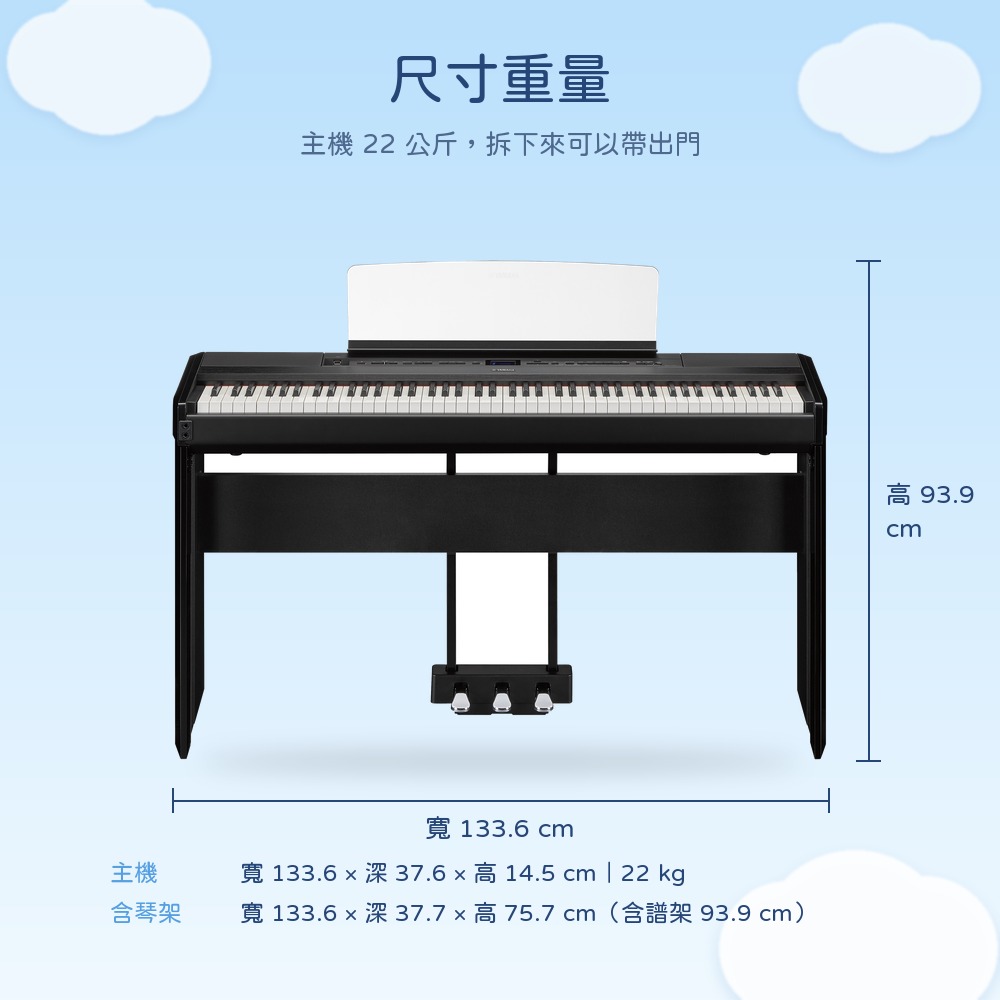 尺寸重量
主機 22 公斤，拆下來可以帶出門
高 93.9
cm
寬 133.6 cm
主機 寬 133.6 × 深 37.6 × 高 14.5 cm｜22 kg
含琴架 寬 133.6 × 深 37.7 × 高 75.7 cm（含譜架 93.9 cm）